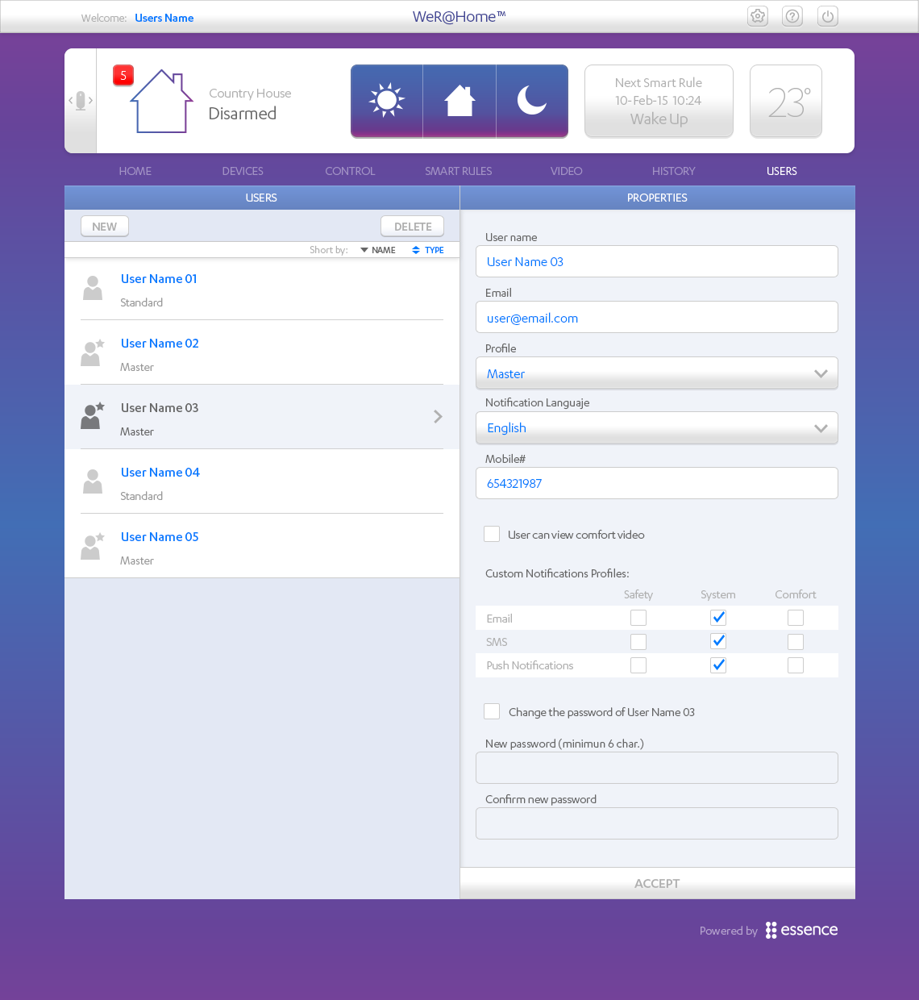 Welcome: Users Name
WeR@Home™
5
Country House
Disarmed
Next Smart Rule
10-Feb-15 10:24
Wake Up
23°
HOME DEVICES CONTROL SMART RULES VIDEO HISTORY USERS
USERS
NEW DELETE
Short by: NAME TYPE
User Name 01
Standard
User Name 02
Master
User Name 03
Master
User Name 04
Standard
User Name 05
Master
PROPERTIES
User name
User Name 03
Email
user@email.com
Profile
Master
Notification Languaje
English
Mobile#
654321987
User can view comfort video
Custom Notifications Profiles:
Safety System Comfort
Email
SMS
Push Notifications
Change the password of User Name 03
New password (minimun 6 char.)
Confirm new password
ACCEPT
Powered by essence